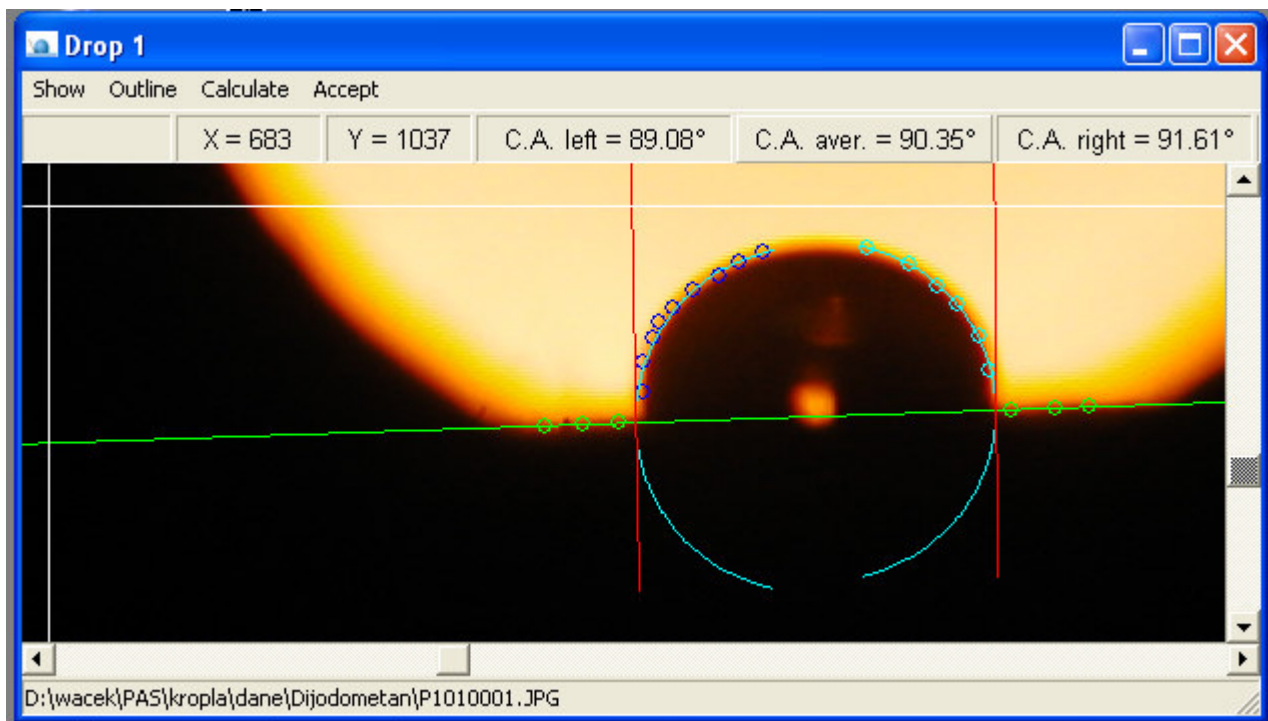 Drop 1
Show Outline Calculate Accept
X = 683 Y = 1037 C.A. left = 89.08° C.A. aver. = 90.35° C.A. right = 91.61°
D:\wacek\PAS\kropla\dane\Dijodometan\P1010001.JPG